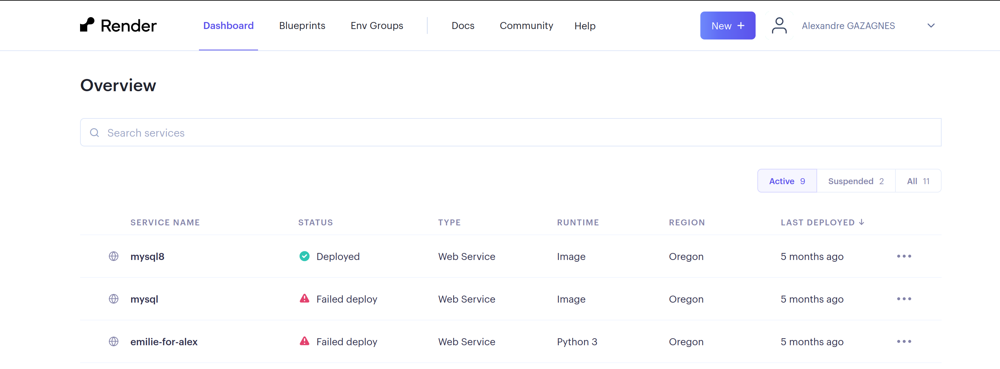 Render Dashboard Blueprints Env Groups Docs Community Help New + Alexandre GAZAGNES
Overview
Search services
Active 9 Suspended 2 All 11
SERVICE NAME STATUS TYPE RUNTIME REGION LAST DEPLOYED ↓
mysql8 Deployed Web Service Image Oregon 5 months ago
mysql Failed deploy Web Service Image Oregon 5 months ago
emilie-for-alex Failed deploy Web Service Python 3 Oregon 5 months ago